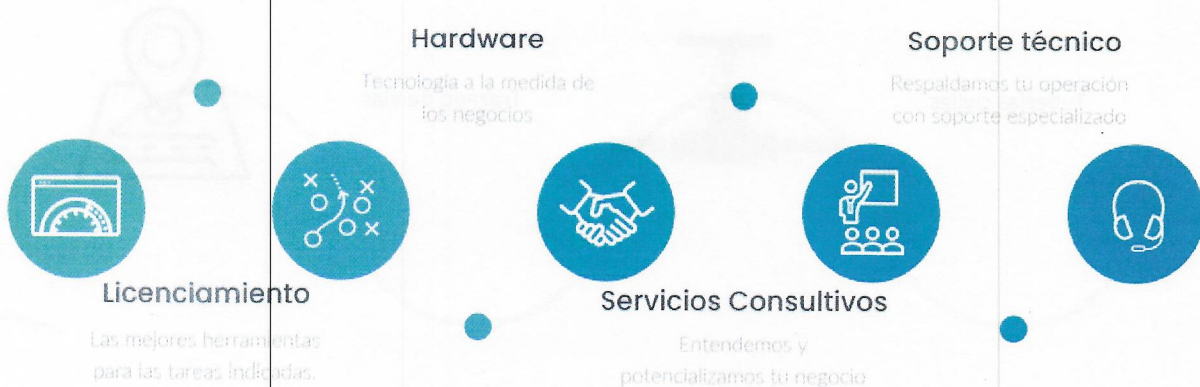 Hardware
Tecnología a la medida de
los negocios
Soporte técnico
Respaldamos tu operación
con soporte especializado
Licenciamiento
Las mejores herramientas
para las tareas indicadas.
Servicios Consultivos
Entendemos y
potencializamos tu negocio